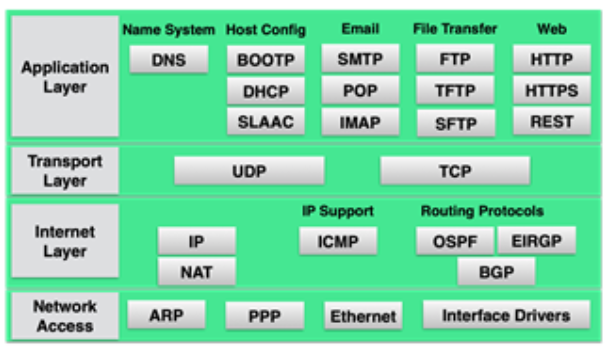 Name System Host Config Email File Transfer Web
Application
Layer
DNS BOOTP SMTP FTP HTTP
DHCP POP TFTP HTTPS
SLAAC IMAP SFTP REST
Transport
Layer
UDP TCP
IP Support Routing Protocols
Internet
Layer
IP ICMP OSPF EIRGP
NAT BGP
Network
Access
ARP PPP Ethernet Interface Drivers